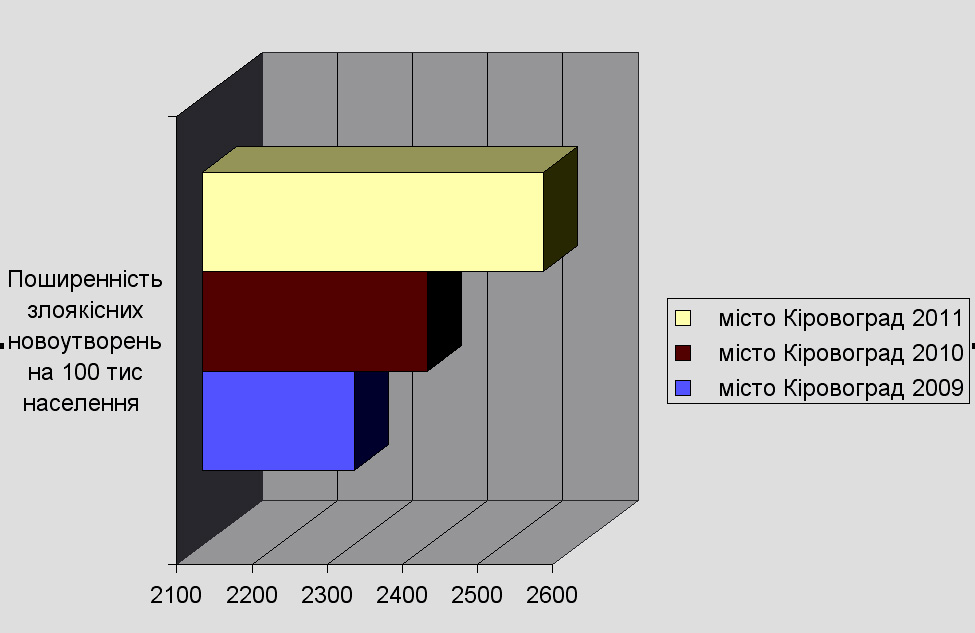 Поширенність
злоякісних
новоутворень
на 100 тис
населення
місто Кіровоград 2011
місто Кіровоград 2010
місто Кіровоград 2009
2100 2200 2300 2400 2500 2600